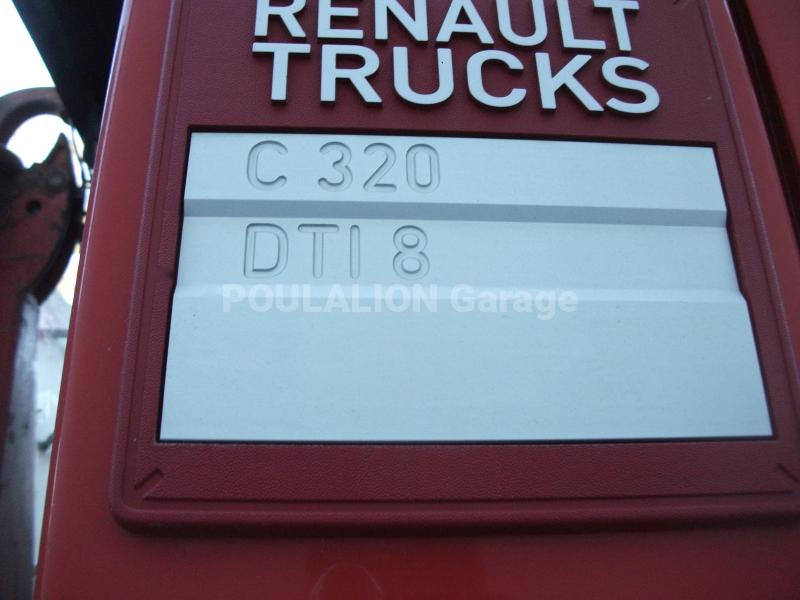 RENAULT
TRUCKS
C 320
DTI 8
POULALION Garage